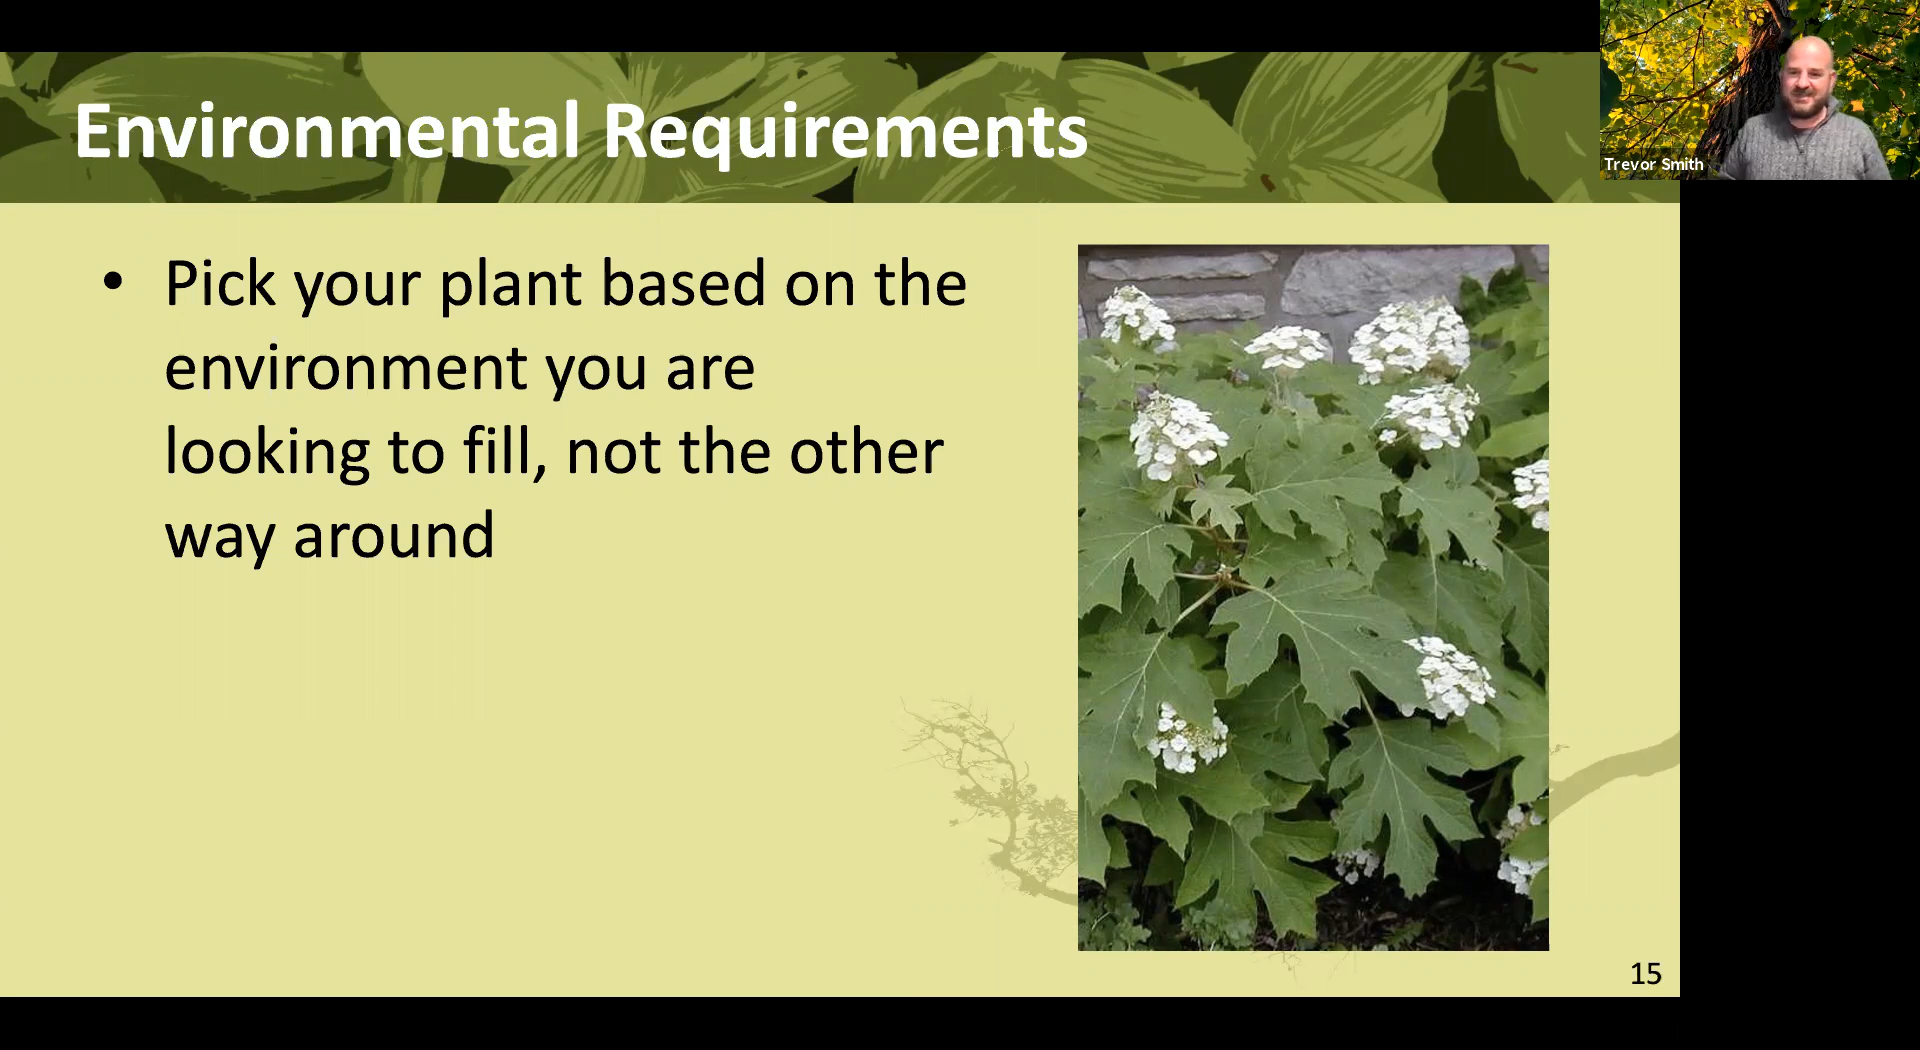 Environmental Requirements
Trevor Smith
• Pick your plant based on the
environment you are
looking to fill, not the other
way around
15